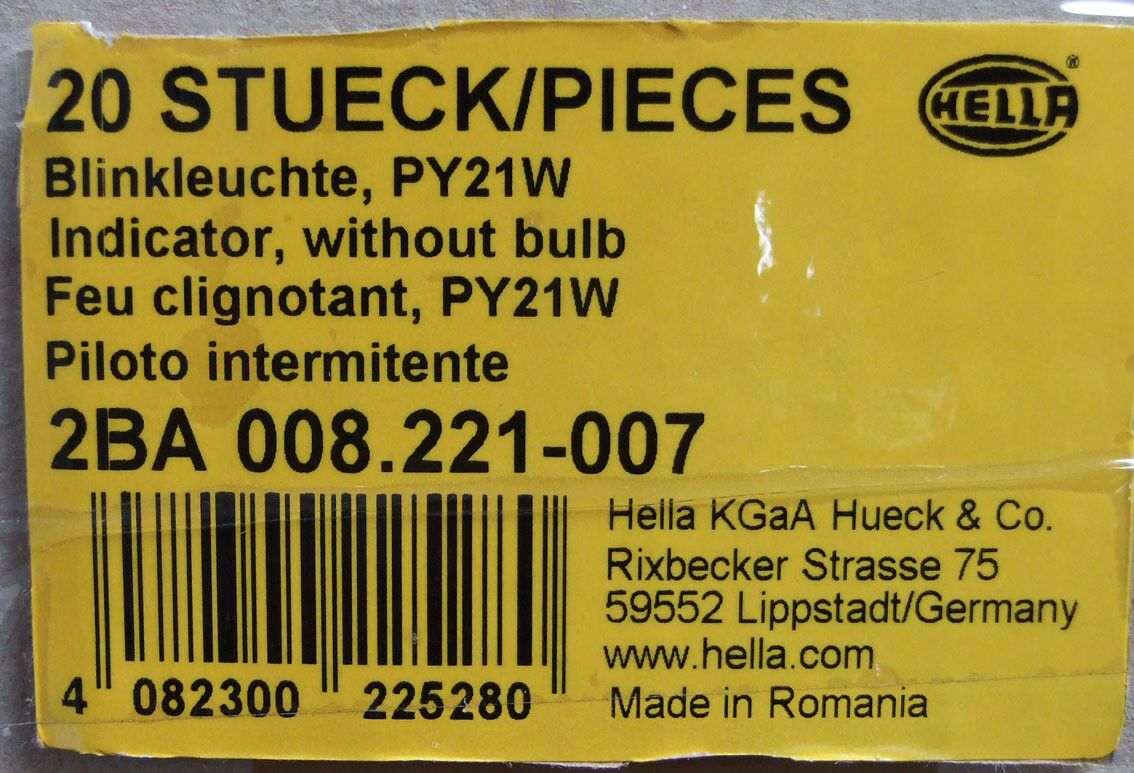 20 STUECK/PIECES
HELLA®
Blinkleuchte, PY21W
Indicator, without bulb
Feu clignotant, PY21W
Piloto intermitente
2BA 008.221-007
Hella KGaA Hueck & Co.
Rixbecker Strasse 75
59552 Lippstadt/Germany
www.hella.com
Made in Romania
4 082300 225280